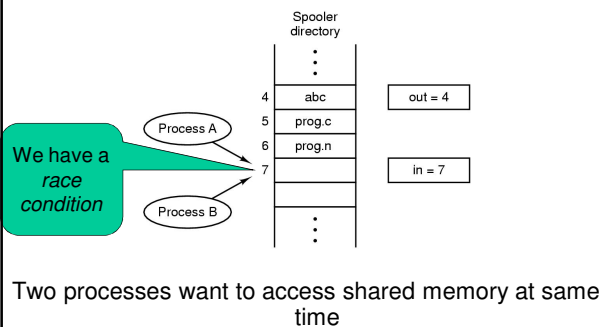 Spooler
directory
4 abc out = 4
5 prog.c
Process A
6 prog.n
We have a
race
condition
7 in = 7
Process B
Two processes want to access shared memory at same
time